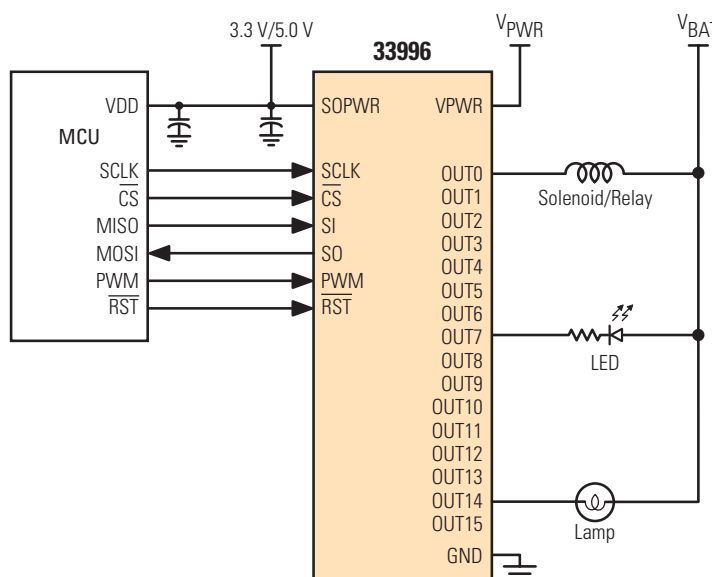 3.3 V/5.0 V
VPWR
VBAT
33996
MCU
VDD
SCLK
CS
MISO
MOSI
PWM
RST
SOPWR
SCLK
CS
SI
SO
PWM
RST
VPWR
OUT0
OUT1
OUT2
OUT3
OUT4
OUT5
OUT6
OUT7
OUT8
OUT9
OUT10
OUT11
OUT12
OUT13
OUT14
OUT15
GND
Solenoid/Relay
LED
Lamp